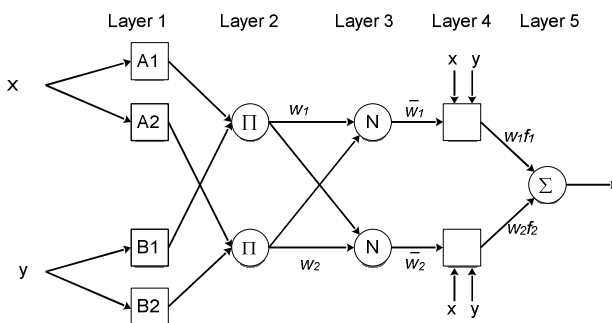 Layer 1 Layer 2 Layer 3 Layer 4 Layer 5
x y
A1
x
A2
Π w1 N w̄1
w1f1
Σ
B1
y
Π w2 N w̄2
w2f2
B2
x y